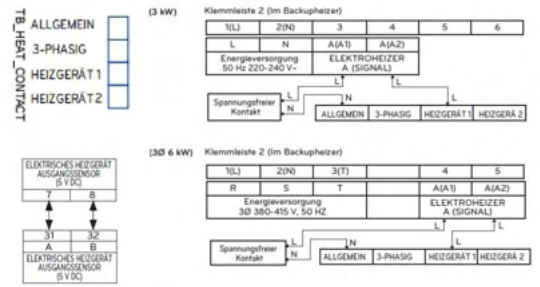 TB_HEAT_CONTACT
ALLGEMEIN
3-PHASIG
HEIZGERÄT 1
HEIZGERÄT 2
(3 kW) Klemmleiste 2 (Im Backupheizer)
1(L) 2(N) 3 4 5 6
L N A(A1) A(A2)
Energieversorgung
50 Hz 220-240 V~
ELEKTROHEIZER
A (SIGNAL)
L L
Spannungsfreier
Kontakt
L
N N
ALLGEMEIN 3-PHASIG HEIZGERÄT 1 HEIZGERÄ 2
ELEKTRISCHES HEIZGERÄT
AUSGANGSSENSOR
(5 V DC)
7 8
31 32
A B
ELEKTRISCHES HEIZGERÄT
AUSGANGSSENSOR
(5 V DC)
(3Ø 6 kW) Klemmleiste 2 (Im Backupheizer)
1(L) 2(N) 3(T) 4 5
R S T A(A1) A(A2)
Energieversorgung
3Ø 380-415 V, 50 HZ
ELEKTROHEIZER
A (SIGNAL)
L L
Spannungsfreier
Kontakt
L
N N
ALLGEMEIN 3-PHASIG HEIZGERÄT 1 HEIZGERÄ 2